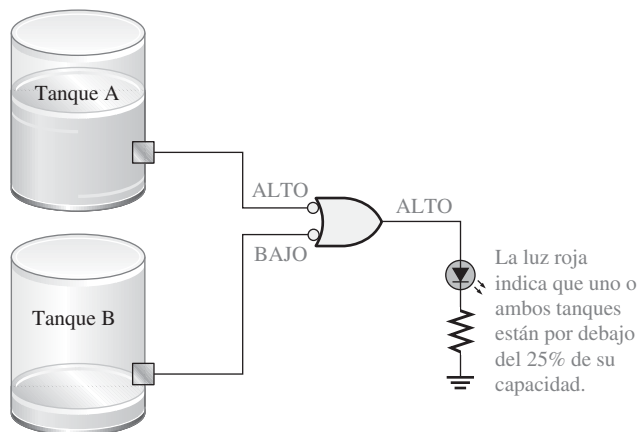 Tanque A
ALTO
ALTO
BAJO
Tanque B
La luz roja
indica que uno o
ambos tanques
están por debajo
del 25% de su
capacidad.